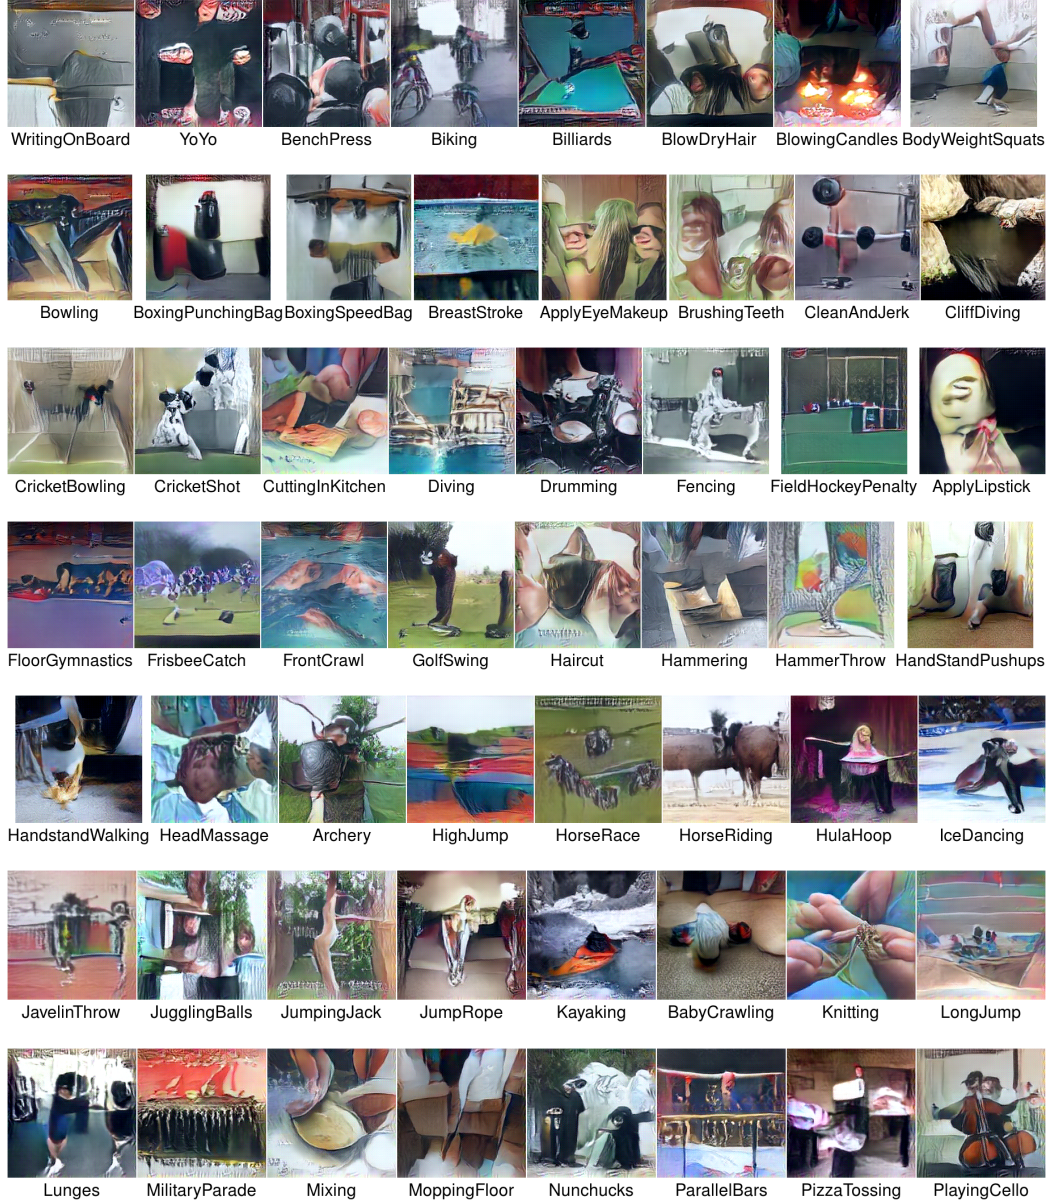 WritingOnBoard YoYo BenchPress Biking Billiards BlowDryHair BlowingCandles BodyWeightSquats
Bowling BoxingPunchingBag BoxingSpeedBag BreastStroke ApplyEyeMakeup BrushingTeeth CleanAndJerk CliffDiving
CricketBowling CricketShot CuttingInKitchen Diving Drumming Fencing FieldHockeyPenalty ApplyLipstick
FloorGymnastics FrisbeeCatch FrontCrawl GolfSwing Haircut Hammering HammerThrow HandStandPushups
HandstandWalking HeadMassage Archery HighJump HorseRace HorseRiding HulaHoop IceDancing
JavelinThrow JugglingBalls JumpingJack JumpRope Kayaking BabyCrawling Knitting LongJump
Lunges MilitaryParade Mixing MoppingFloor Nunchucks ParallelBars PizzaTossing PlayingCello